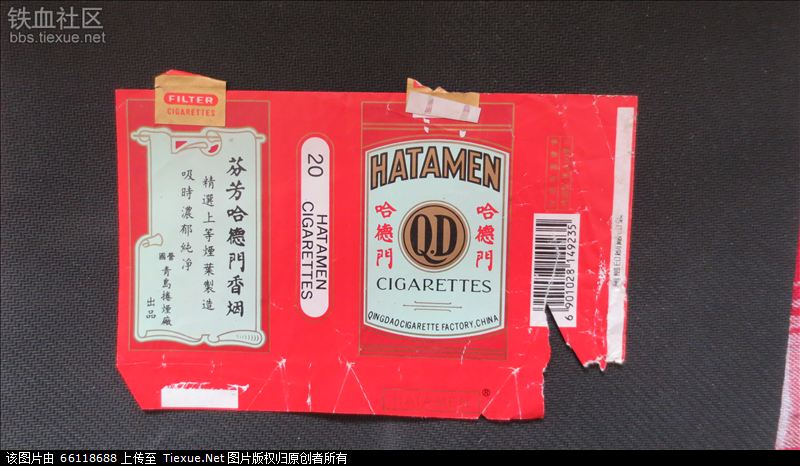 铁血社区
bbs.tiexue.net
FILTER
CIGARETTES
芬芳哈德門香烟
精選上等煙葉製造
吸時濃郁純净
國營
青島捲煙廠
出品
20 HATAMEN
CIGARETTES
HATAMEN
哈德門
Q.D
哈德門
CIGARETTES
QINGDAO CIGARETTE FACTORY, CHINA
6 901028 149235
HATAMEN®
该图片由 66118688 上传至 Tiexue.Net 图片版权归原创者所有